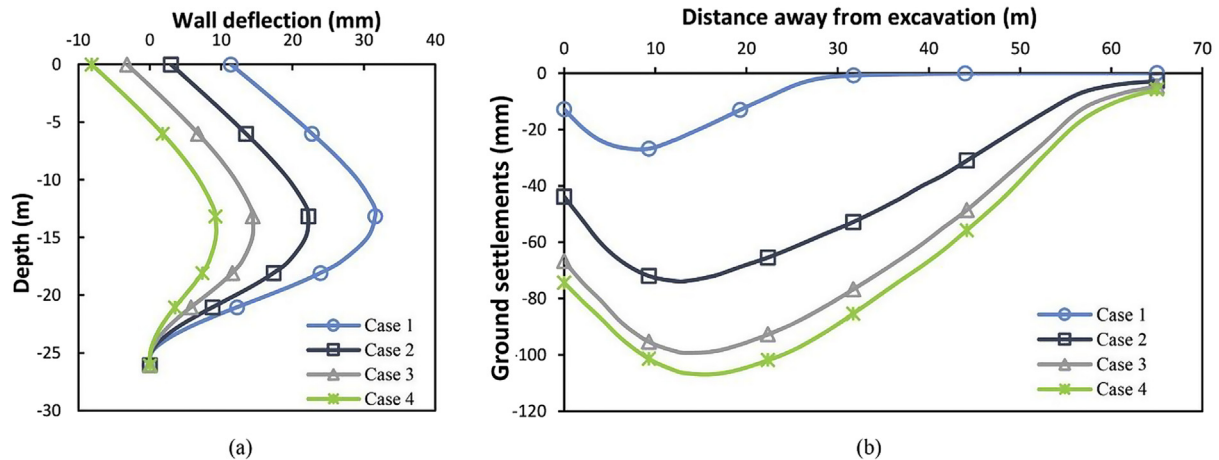 Wall deflection (mm)
-10 0 10 20 30 40
0
-5
-10
-15
-20
-25
-30
Depth (m)
Case 1
Case 2
Case 3
Case 4
(a)
Distance away from excavation (m)
0 10 20 30 40 50 60 70
0
-20
-40
-60
-80
-100
-120
Ground settlements (mm)
Case 1
Case 2
Case 3
Case 4
(b)